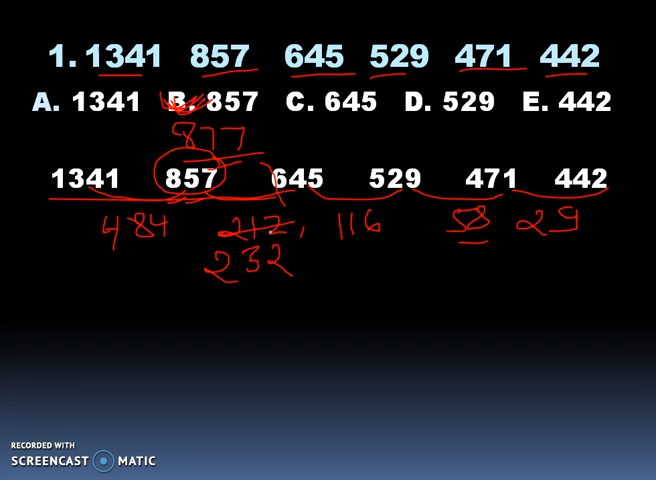 1. 1341 857 645 529 471 442
A. 1341 B. 857 C. 645 D. 529 E. 442
877
1341 857 645 529 471 442
484 212, 116 58 29
232
RECORDED WITH
SCREENCAST MATIC